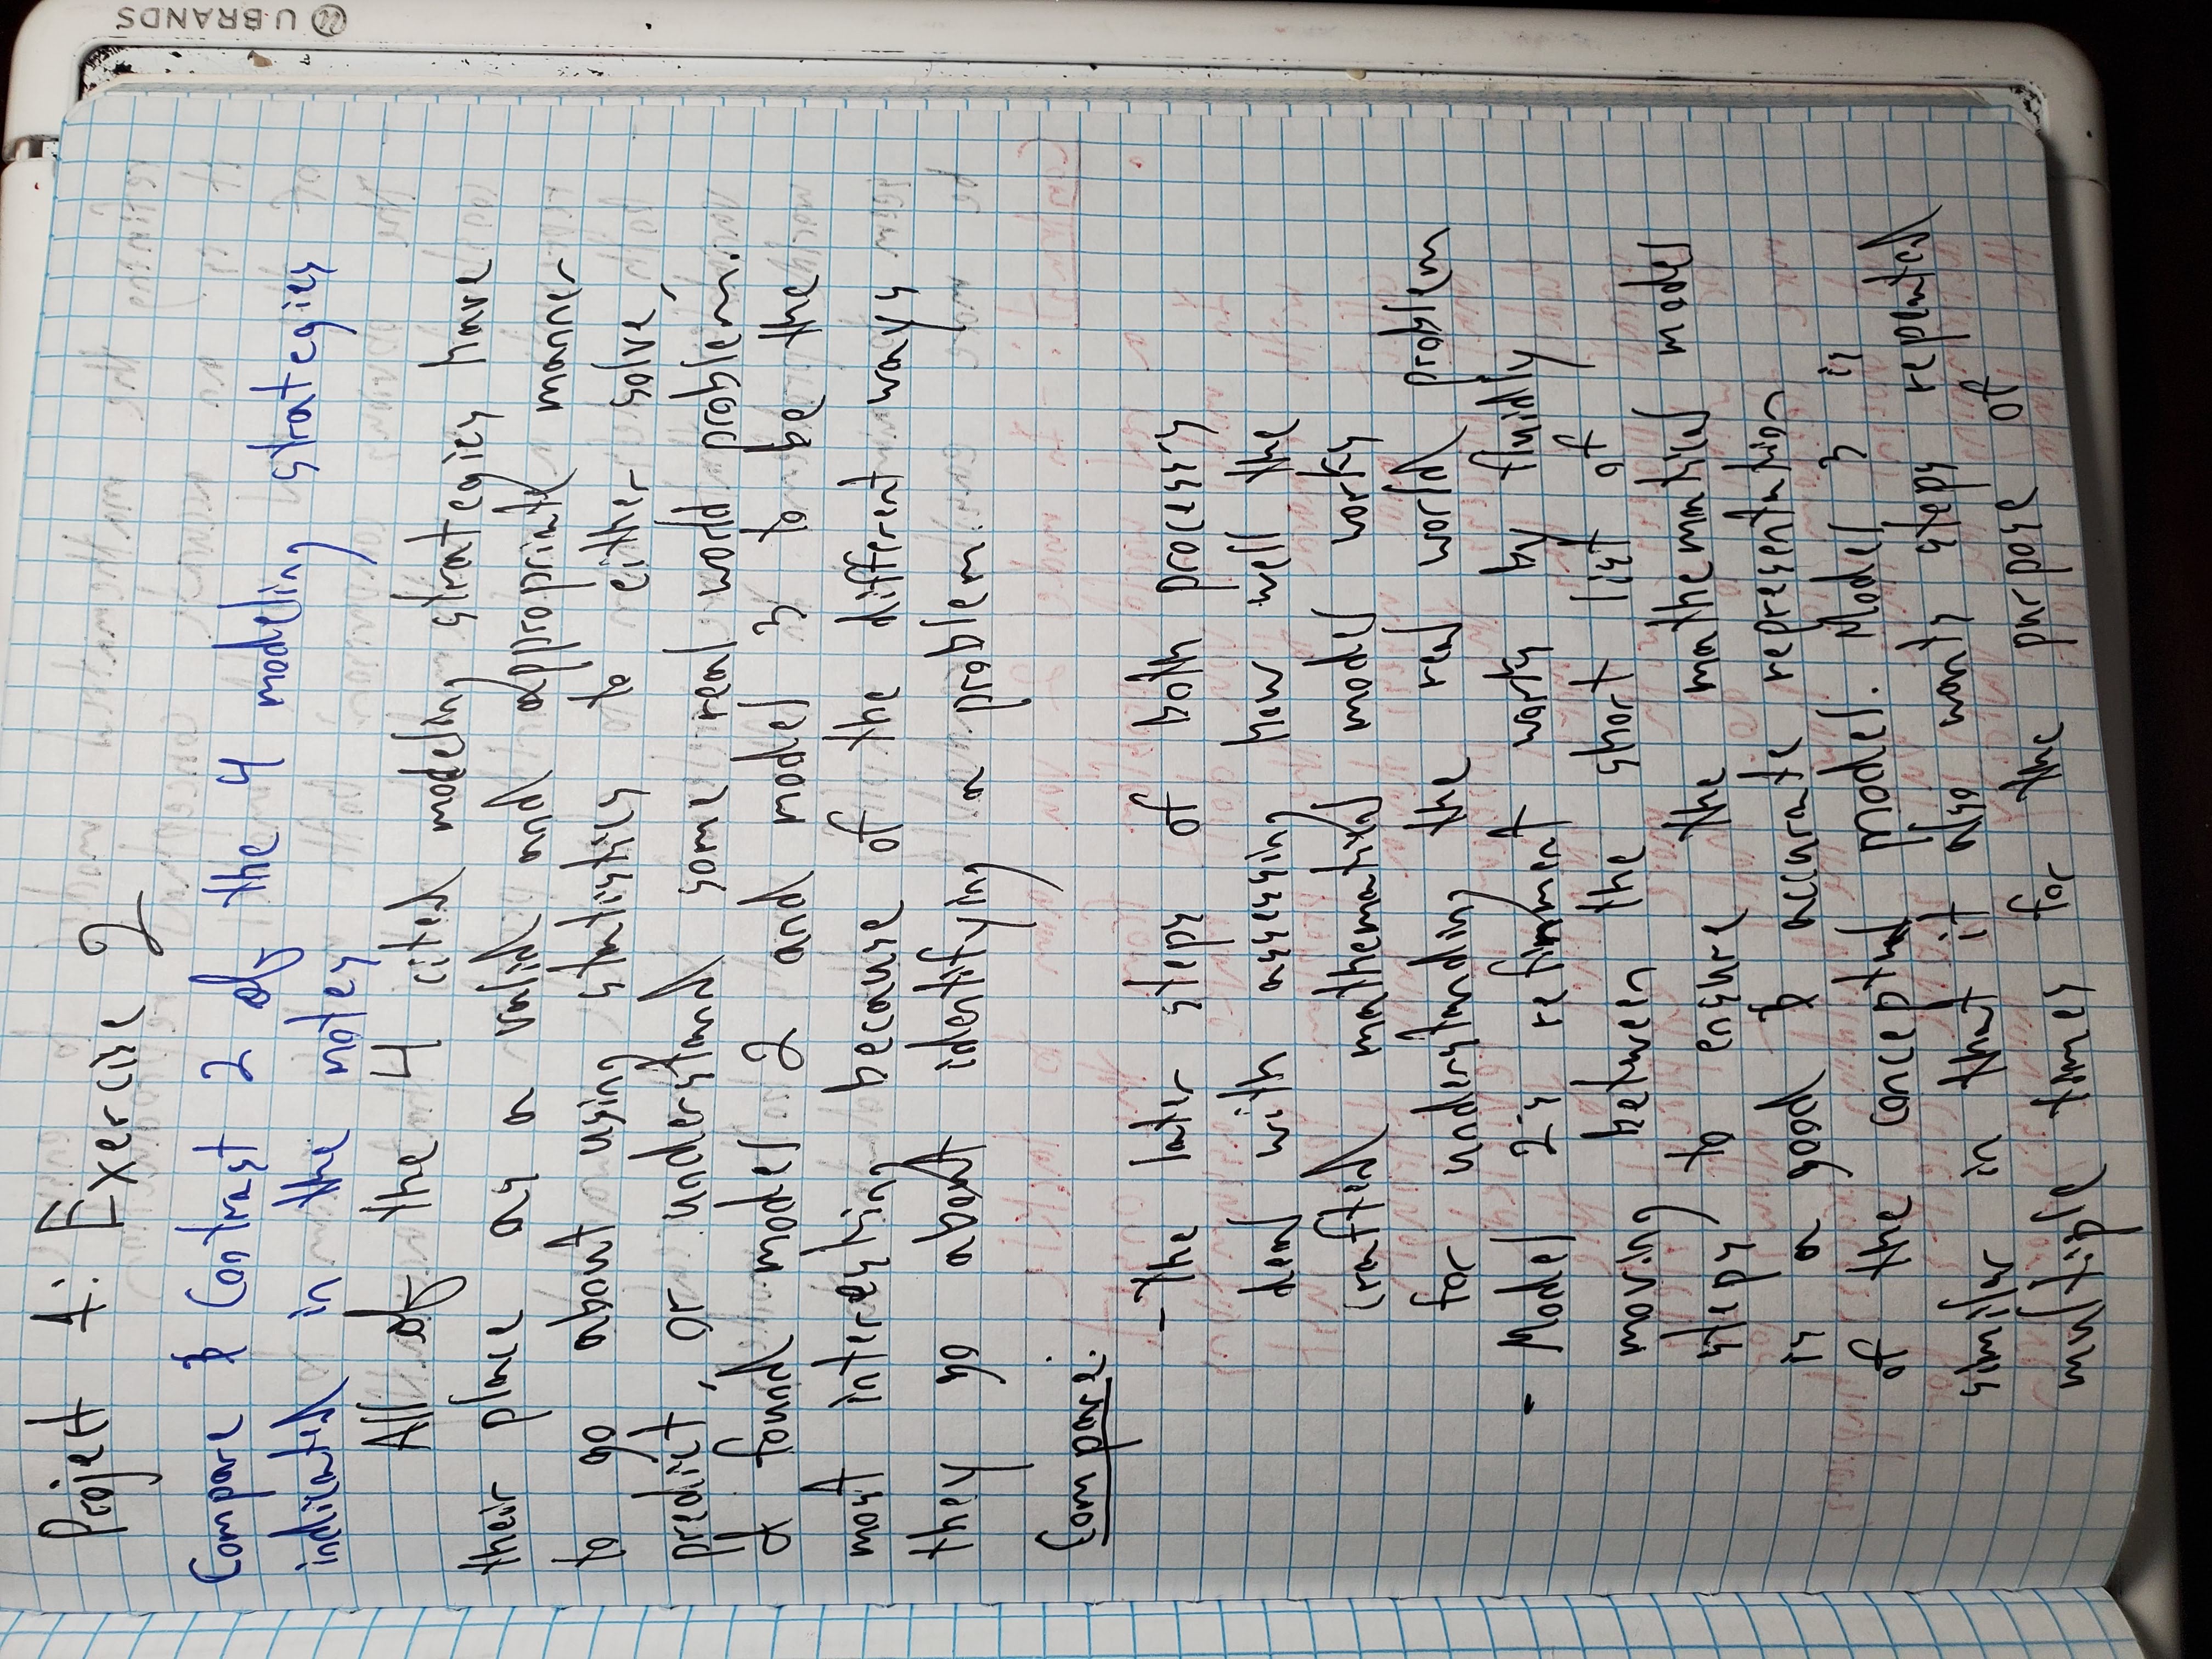 Project 1: Exercise 2
Compare & Contrast 2 of the 4 modeling strategies
indicated in the notes
All of the 4 cited modeling strategies have
their place as a valid and appropriate manner
to go about using statistics to either solve,
predict, or understand some real world problem.
I found model 2 and model 3 to be the
most interesting because of the different ways
they go about identifying a problem.
Compare:
- The later steps of both processes
deal with assessing how well the
crafted mathematical model works
for understanding the real world problem
- Model 2's refinment works by fluidly
moving between the short list of
steps to ensure the mathematical model
is a good & accurate representation
of the conceptual model. Model 3 is
similar in that it also wants steps repeated
multiple times for the purpose of
U BRANDS